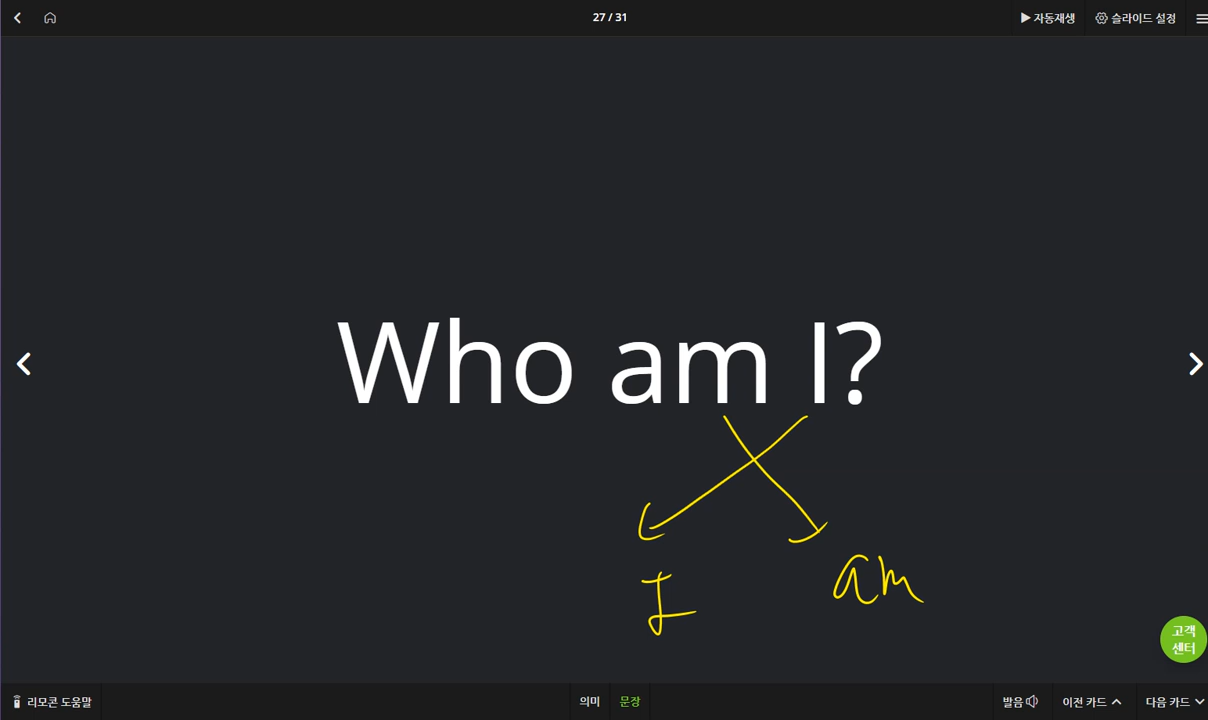 27 / 31
자동재생
슬라이드 설정
Who am I?
I am
고객
센터
리모콘 도움말
의미
문장
발음
이전 카드
다음 카드